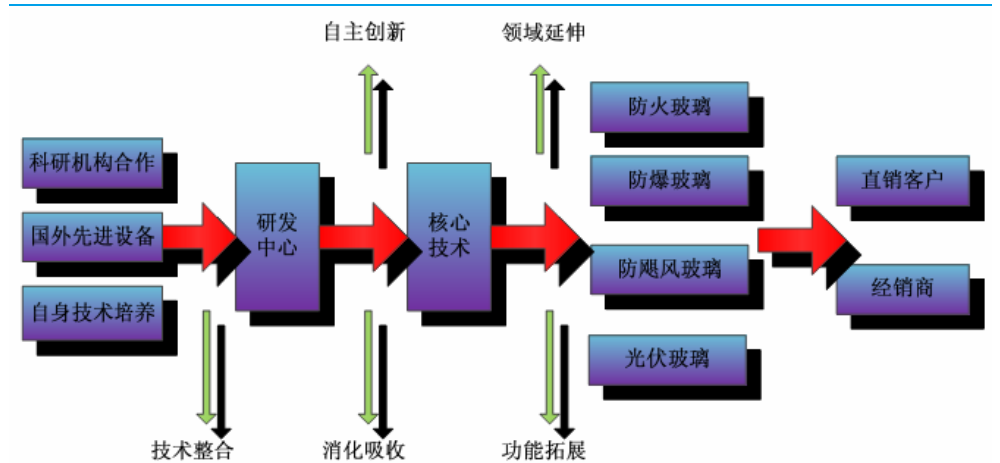 自主创新
领域延伸
科研机构合作
国外先进设备
自身技术培养
研发
中心
核心
技术
防火玻璃
防爆玻璃
防飓风玻璃
光伏玻璃
直销客户
经销商
技术整合
消化吸收
功能拓展